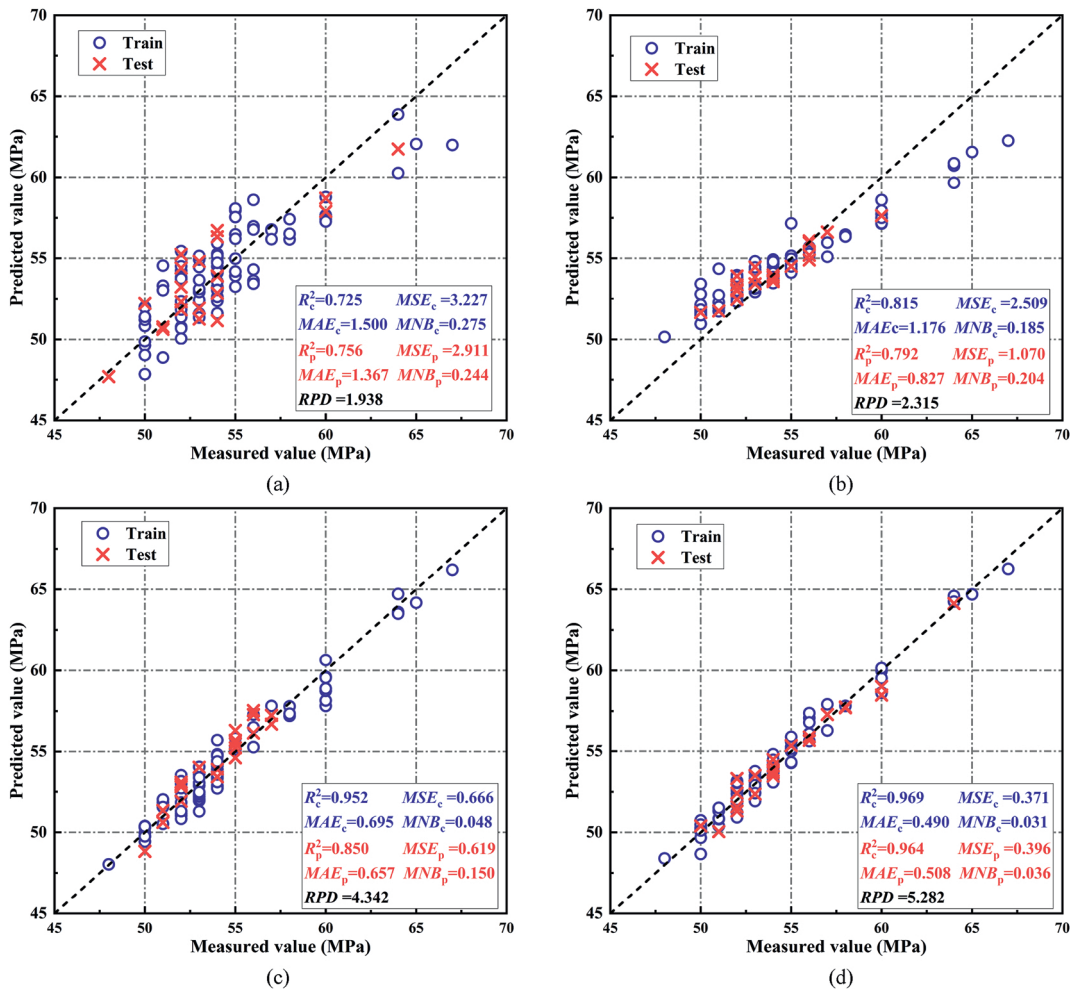 70
65
60
55
50
45
Predicted value (MPa)
Train
Test
R²c=0.725 MSEc=3.227
MAEc=1.500 MNBc=0.275
R²p=0.756 MSEp=2.911
MAEp=1.367 MNBp=0.244
RPD =1.938
45 50 55 60 65 70
Measured value (MPa)
(a)
70
65
60
55
50
45
Predicted value (MPa)
Train
Test
R²c=0.815 MSEc=2.509
MAEc=1.176 MNBc=0.185
R²p=0.792 MSEp=1.070
MAEp=0.827 MNBp=0.204
RPD =2.315
45 50 55 60 65 70
Measured value (MPa)
(b)
70
65
60
55
50
45
Predicted value (MPa)
Train
Test
R²c=0.952 MSEc=0.666
MAEc=0.695 MNBc=0.048
R²p=0.850 MSEp=0.619
MAEp=0.657 MNBp=0.150
RPD =4.342
45 50 55 60 65 70
Measured value (MPa)
(c)
70
65
60
55
50
45
Predicted value (MPa)
Train
Test
R²c=0.969 MSEc=0.371
MAEc=0.490 MNBc=0.031
R²c=0.964 MSEp=0.396
MAEp=0.508 MNBp=0.036
RPD =5.282
45 50 55 60 65 70
Measured value (MPa)
(d)